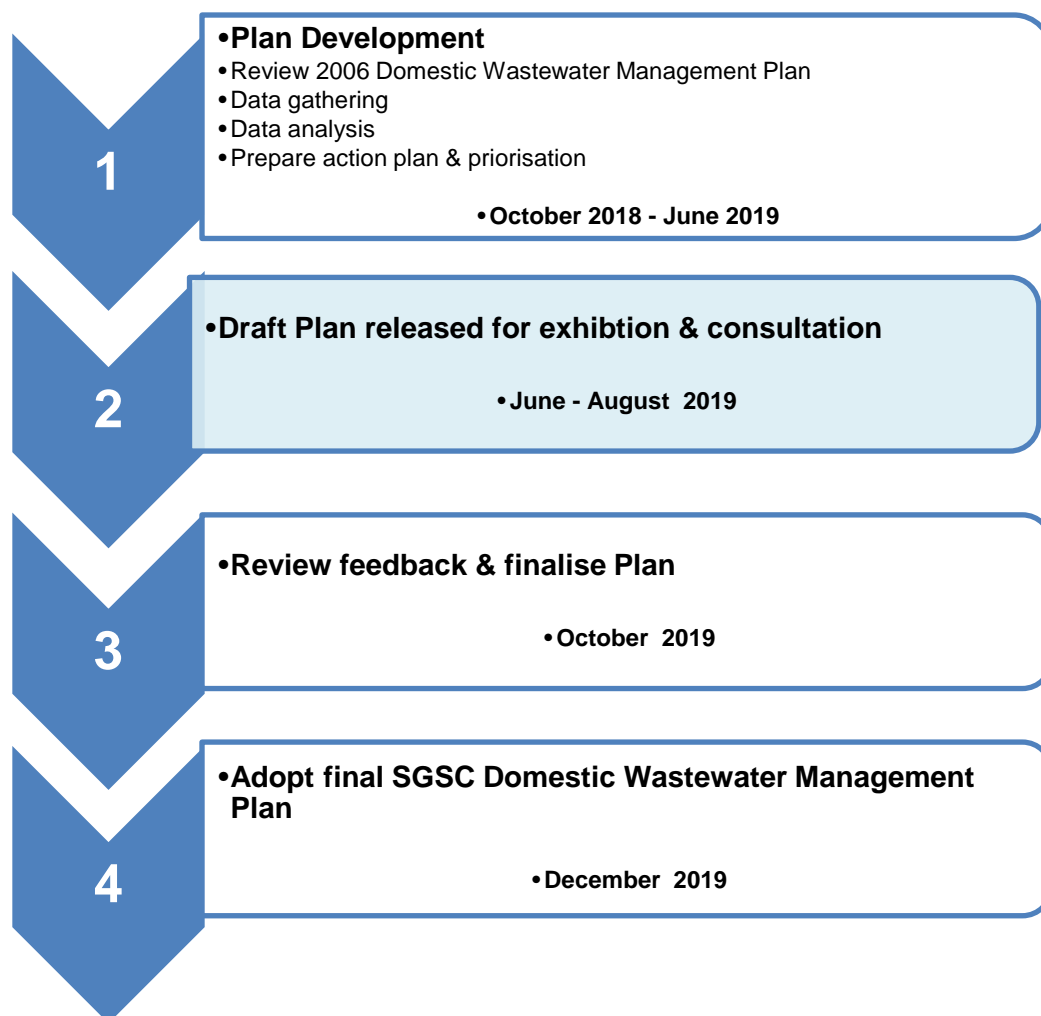 1
•Plan Development
•Review 2006 Domestic Wastewater Management Plan
•Data gathering
•Data analysis
•Prepare action plan & priorisation
•October 2018 - June 2019
2
•Draft Plan released for exhibtion & consultation
•June - August 2019
3
•Review feedback & finalise Plan
•October 2019
4
•Adopt final SGSC Domestic Wastewater Management
Plan
•December 2019